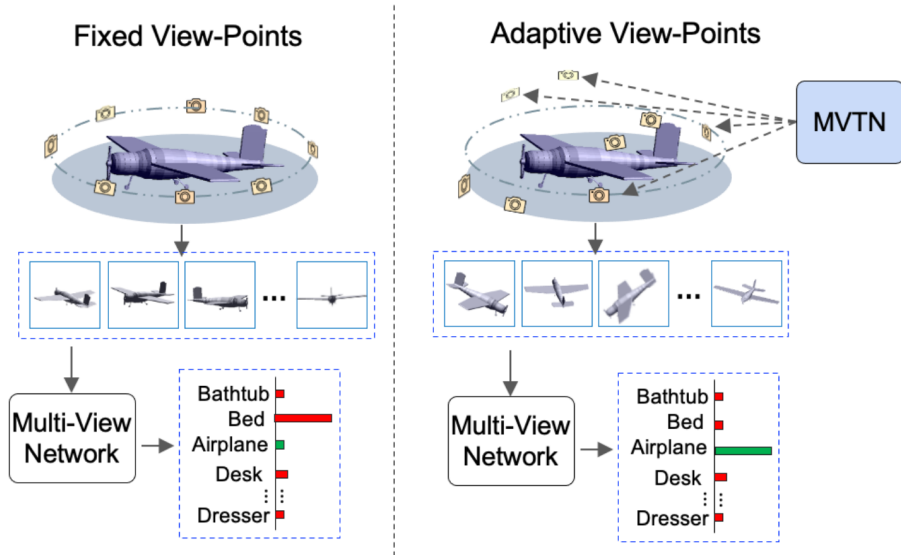 Fixed View-Points
Multi-View
Network
Bathtub
Bed
Airplane
Desk
Dresser
Adaptive View-Points
MVTN
Multi-View
Network
Bathtub
Bed
Airplane
Desk
Dresser